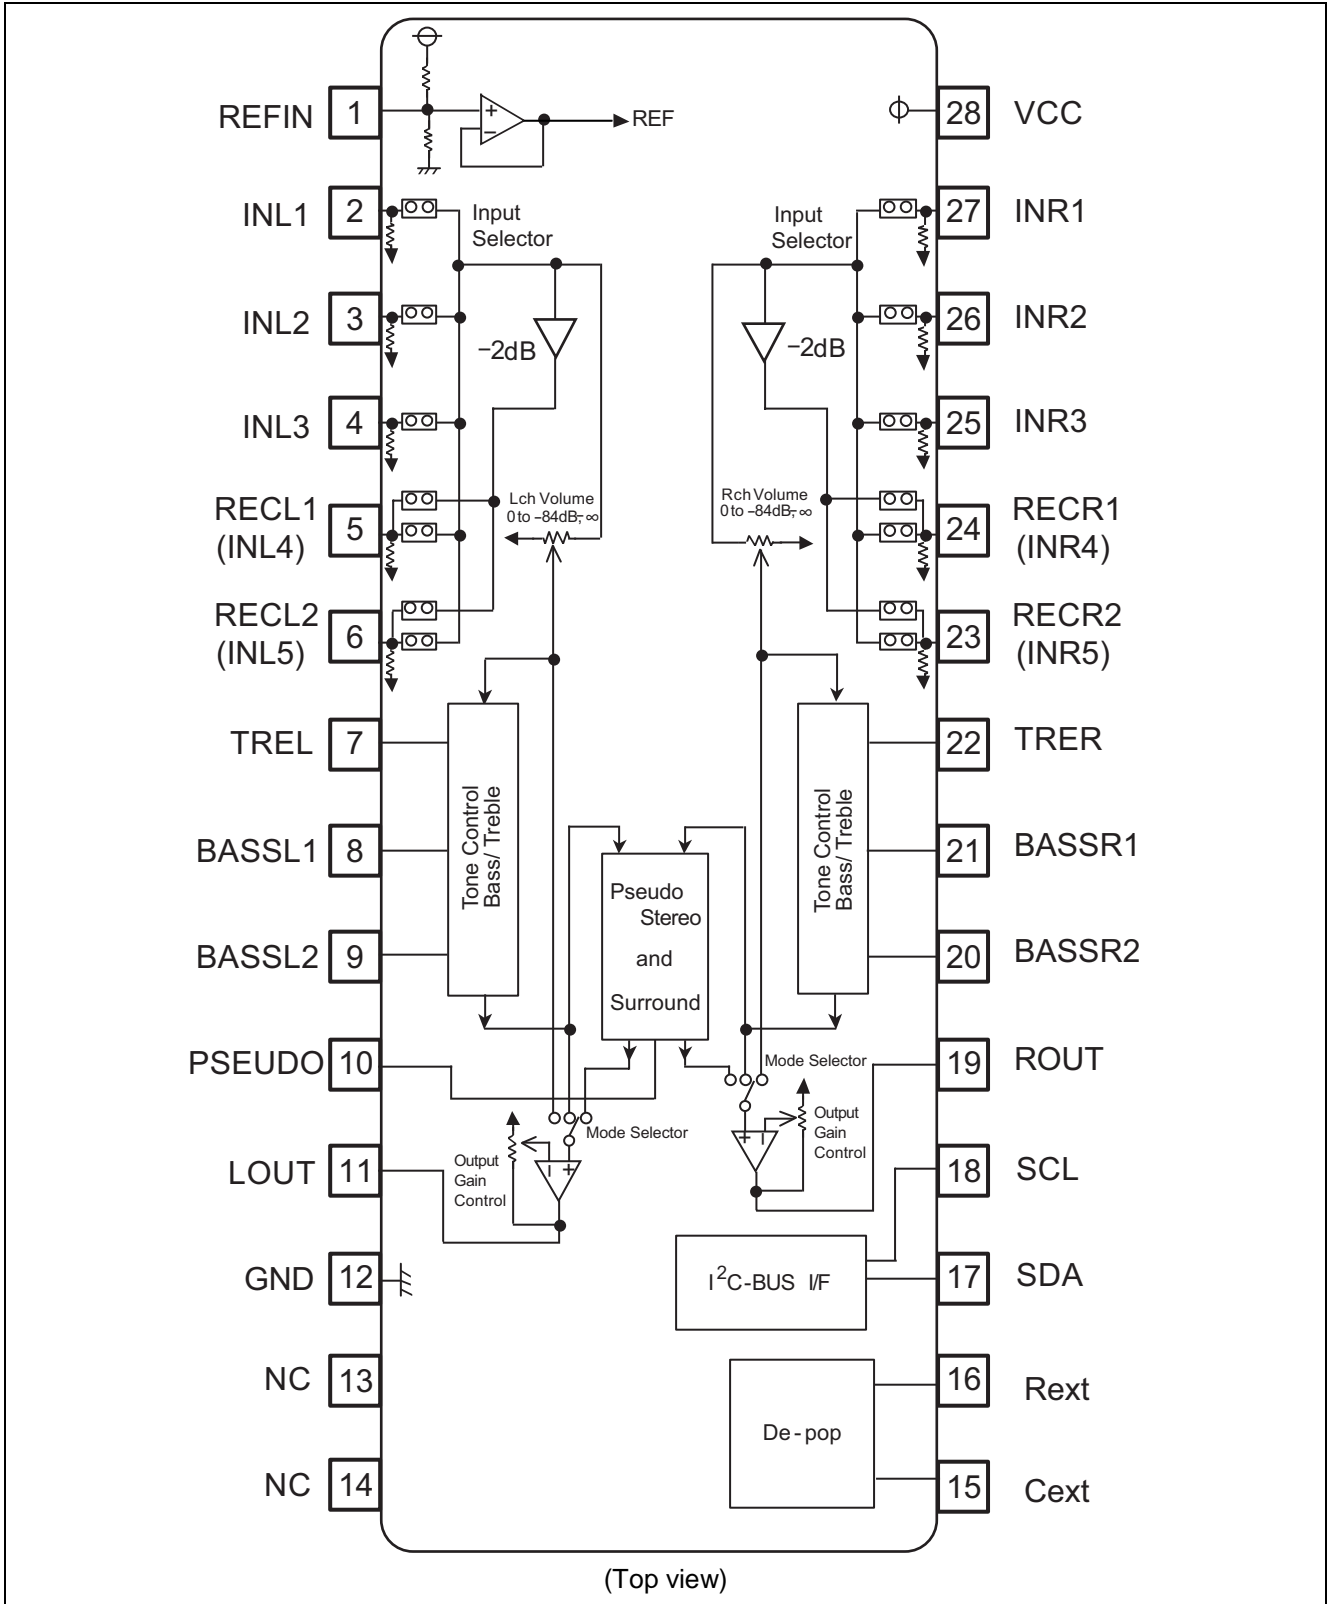 REFIN 1
REF
28 VCC
INL1 2
Input
Selector
Input
Selector
27 INR1
INL2 3
−2dB
−2dB
26 INR2
INL3 4
25 INR3
RECL1
(INL4)
5
Lch Volume
0 to −84dB, −∞
Rch Volume
0 to −84dB, −∞
24
RECR1
(INR4)
RECL2
(INL5)
6
23
RECR2
(INR5)
TREL 7
22 TRER
Tone Control
Bass/ Treble
Tone Control
Bass/ Treble
BASSL1 8
21 BASSR1
Pseudo
Stereo
and
Surround
BASSL2 9
20 BASSR2
PSEUDO 10
Mode Selector
19 ROUT
+
−
Output
Gain
Control
Mode Selector
LOUT 11
Output
Gain
Control
−
+
18 SCL
GND 12
I2C-BUS I/F
17 SDA
NC 13
16 Rext
De-pop
NC 14
15 Cext
(Top view)